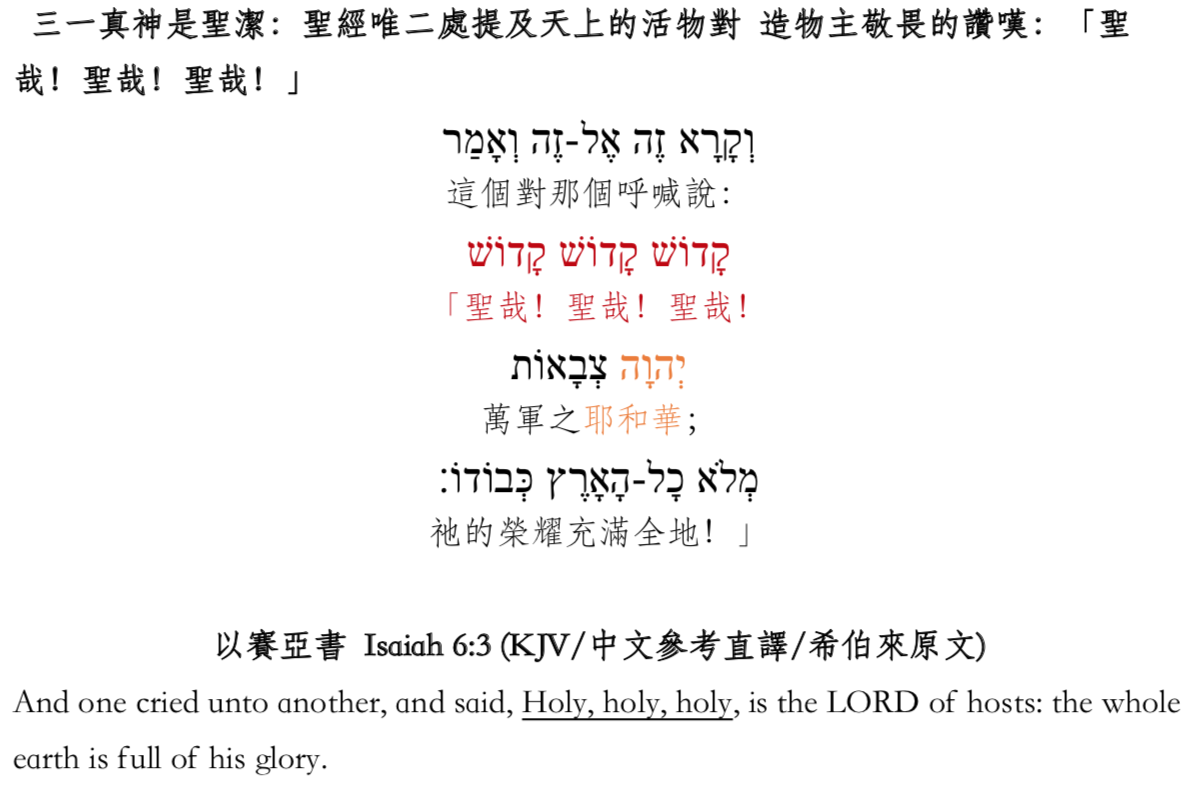 三一真神是聖潔：聖經唯二處提及天上的活物對 造物主敬畏的讚嘆：「聖
哉！聖哉！聖哉！」
וְקָרָא זֶה אֶל-זֶה וְאָמַר
這個對那個呼喊說：
קָדוֹשׁ קָדוֹשׁ קָדוֹשׁ
「聖哉！聖哉！聖哉！
יְהוָה צְבָאוֹת
萬軍之耶和華；
מְלֹא כָל-הָאָרֶץ כְּבוֹדוֹ׃
祂的榮耀充滿全地！」
以賽亞書 Isaiah 6:3 (KJV/中文參考直譯/希伯來原文)
And one cried unto another, and said, Holy, holy, holy, is the LORD of hosts: the whole
earth is full of his glory.